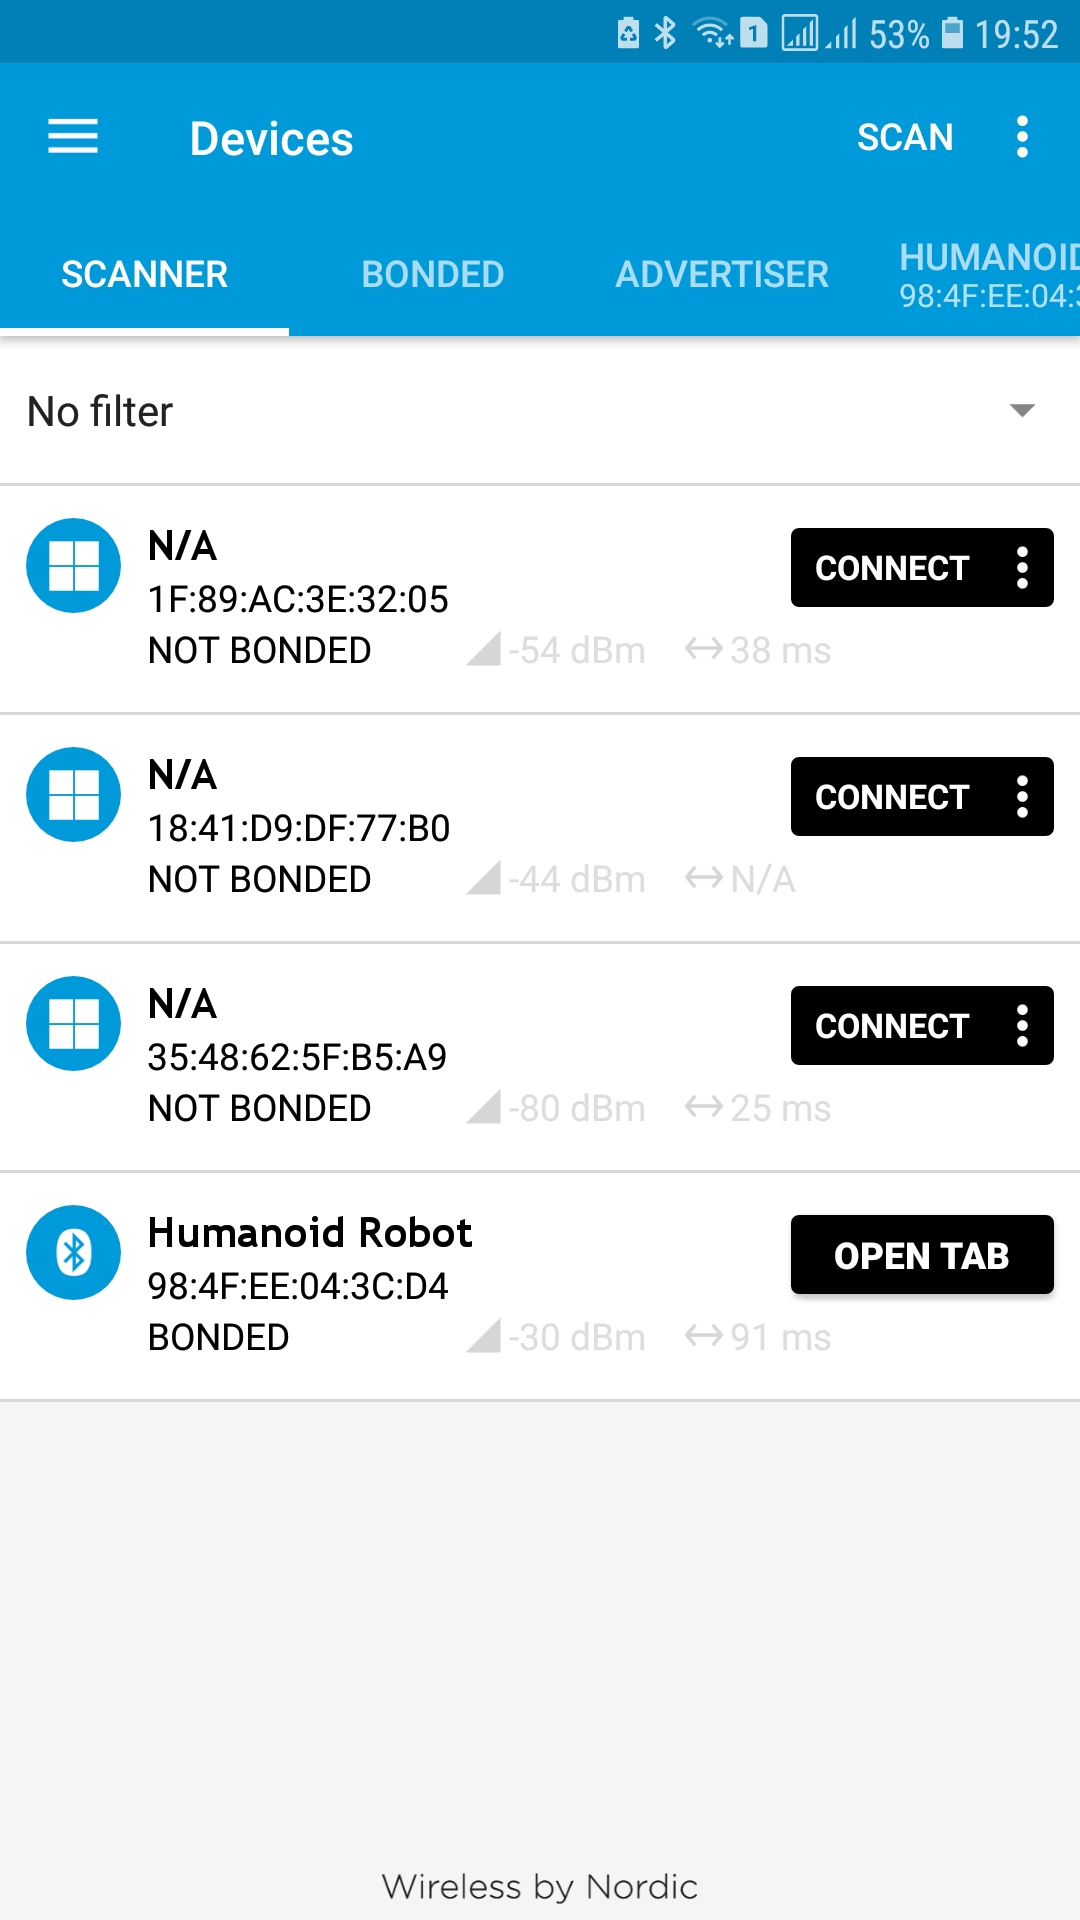 1 53% 19:52
Devices SCAN
SCANNER BONDED ADVERTISER HUMANOID
98:4F:EE:04:3
No filter
N/A CONNECT
1F:89:AC:3E:32:05
NOT BONDED -54 dBm 38 ms
N/A CONNECT
18:41:D9:DF:77:B0
NOT BONDED -44 dBm N/A
N/A CONNECT
35:48:62:5F:B5:A9
NOT BONDED -80 dBm 25 ms
Humanoid Robot OPEN TAB
98:4F:EE:04:3C:D4
BONDED -30 dBm 91 ms
Wireless by Nordic